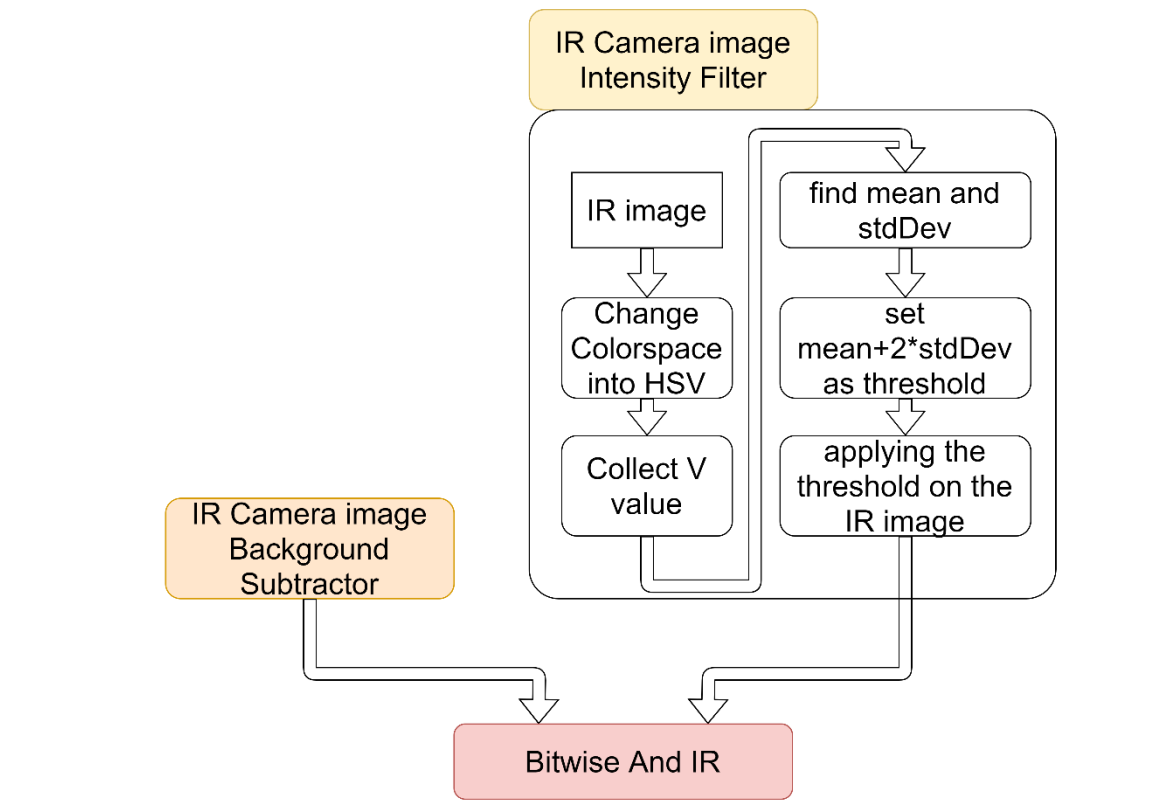 IR Camera image
Intensity Filter
IR image
Change
Colorspace
into HSV
Collect V
value
find mean and
stdDev
set
mean+2*stdDev
as threshold
applying the
threshold on the
IR image
IR Camera image
Background
Subtractor
Bitwise And IR